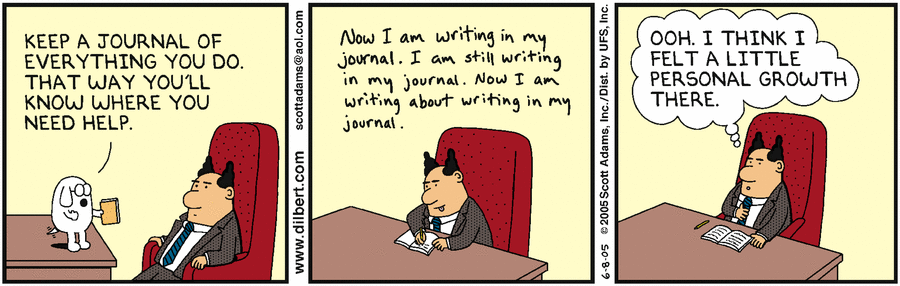 KEEP A JOURNAL OF
EVERYTHING YOU DO.
THAT WAY YOU'LL
KNOW WHERE YOU
NEED HELP.
www.dilbert.com
scottadams@aol.com
Now I am writing in my
journal. I am still writing
in my journal. Now I am
writing about writing in my
journal.
6-8-05 © 2005 Scott Adams, Inc./Dist. by UFS, Inc.
OOH. I THINK I
FELT A LITTLE
PERSONAL GROWTH
THERE.